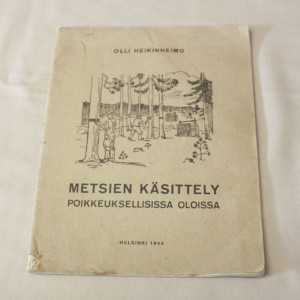 OLLI HEIKINHEIMO
METSIEN KÄSITTELY
POIKKEUKSELLISISSA OLOISSA
HELSINKI 1944